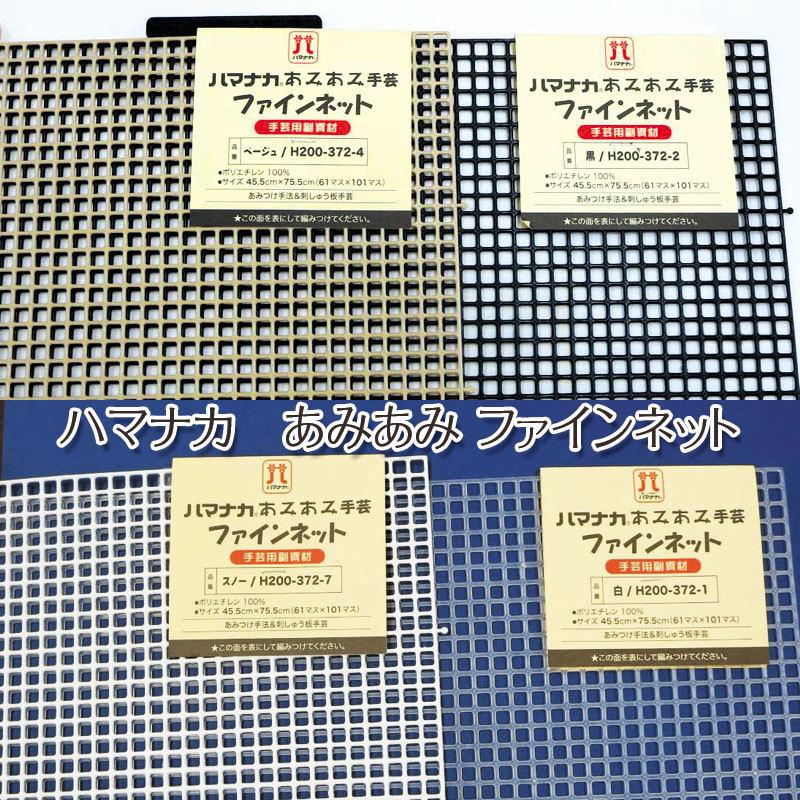 ハマナカ
ハマナカ®あみあみ手芸
ファインネット
手芸用副資材
品番 ベージュ/H200-372-4
●ポリエチレン 100%
●サイズ 45.5cm×75.5cm(61マス×101マス)
あみつけ手法&刺しゅう板手芸
★この面を表にして編みつけてください。
ハマナカ
ハマナカ®あみあみ手芸
ファインネット
手芸用副資材
品番 黒/H200-372-2
●ポリエチレン 100%
●サイズ 45.5cm×75.5cm(61マス×101マス)
あみつけ手法&刺しゅう板手芸
★この面を表にして編みつけてください。
ハマナカ あみあみ ファインネット
ハマナカ
ハマナカ®あみあみ手芸
ファインネット
手芸用副資材
品番 スノー/H200-372-7
●ポリエチレン 100%
●サイズ 45.5cm×75.5cm(61マス×101マス)
あみつけ手法&刺しゅう板手芸
★この面を表にして編みつけてください。
ハマナカ
ハマナカ®あみあみ手芸
ファインネット
手芸用副資材
品番 白/H200-372-1
●ポリエチレン 100%
●サイズ 45.5cm×75.5cm(61マス×101マス)
あみつけ手法&刺しゅう板手芸
★この面を表にして編みつけてください。